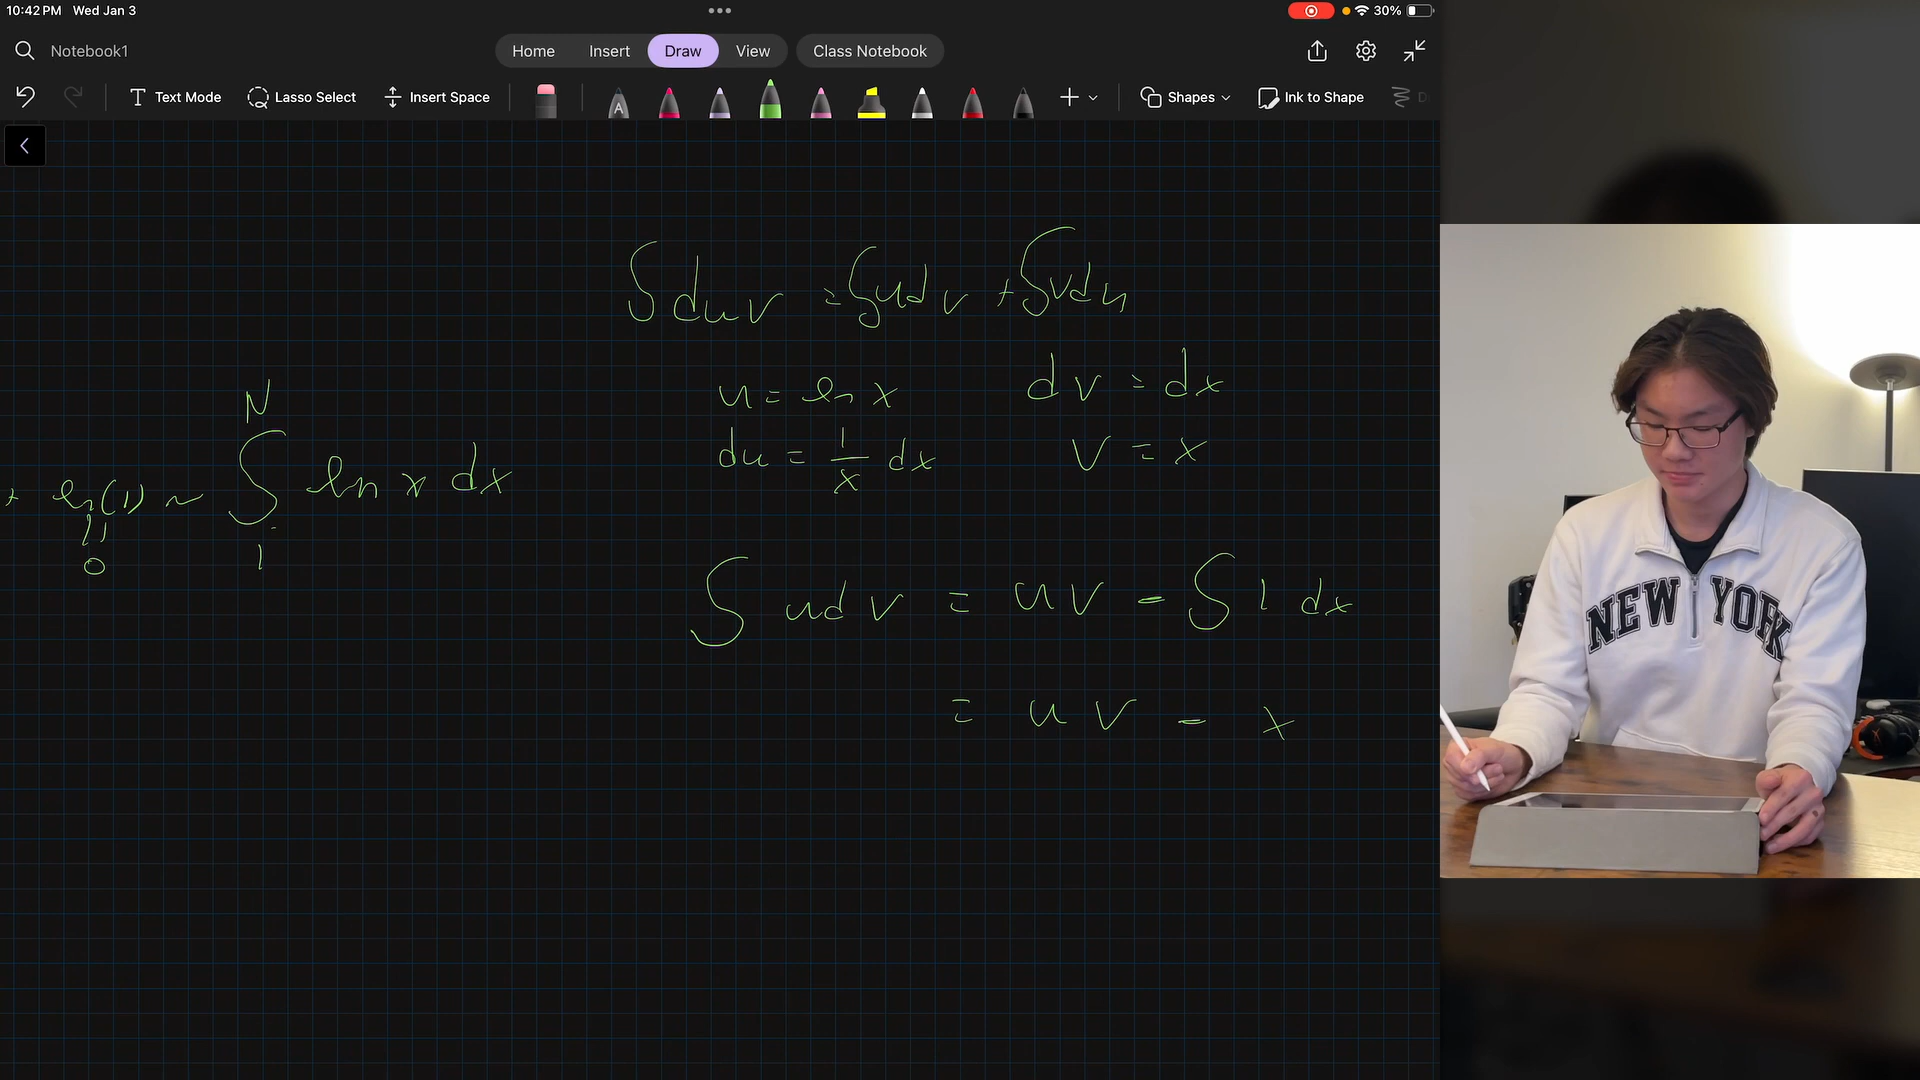 10:42 PM Wed Jan 3
30%
Notebook1
Home Insert Draw View Class Notebook
Text Mode Lasso Select Insert Space A Shapes Ink to Shape D
∫ duv = ∫udv + ∫vdu
u = ln x dv = dx
du = 1/x dx v = x
+ ln(1) ~ ∫₁ᴺ ln x dx
0
∫ udv = uv - ∫ 1 dx
= uv - x
NEW YORK